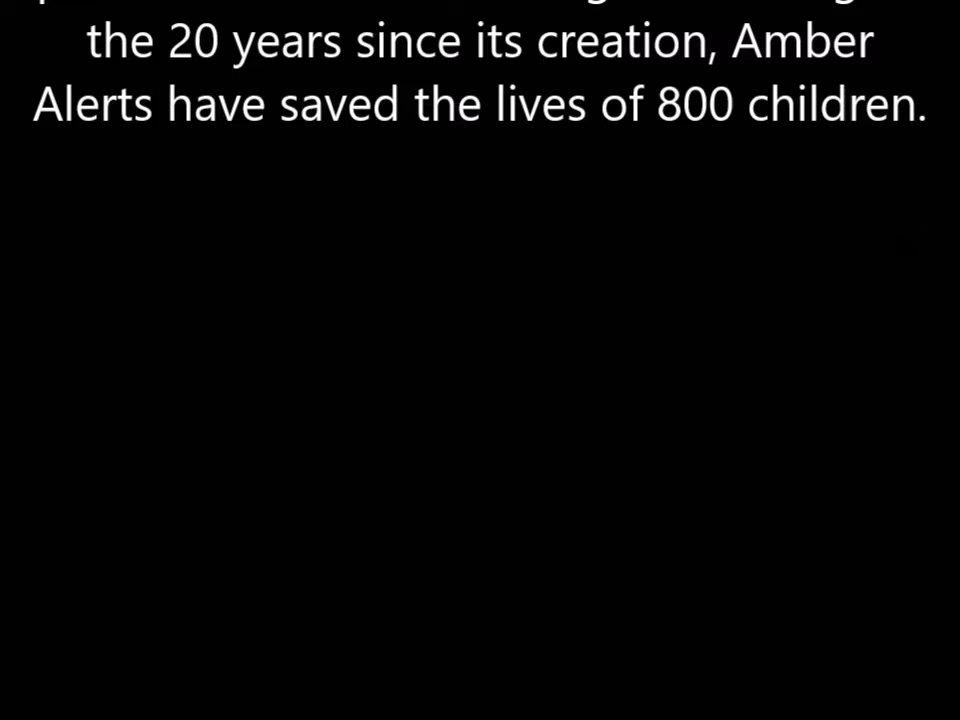 the 20 years since its creation, Amber
Alerts have saved the lives of 800 children.